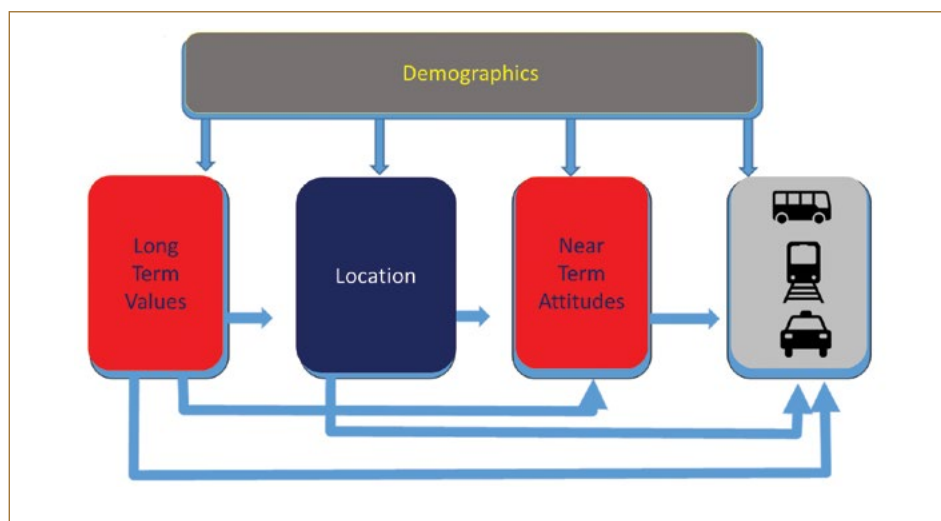 Demographics
Long
Term
Values
Location
Near
Term
Attitudes